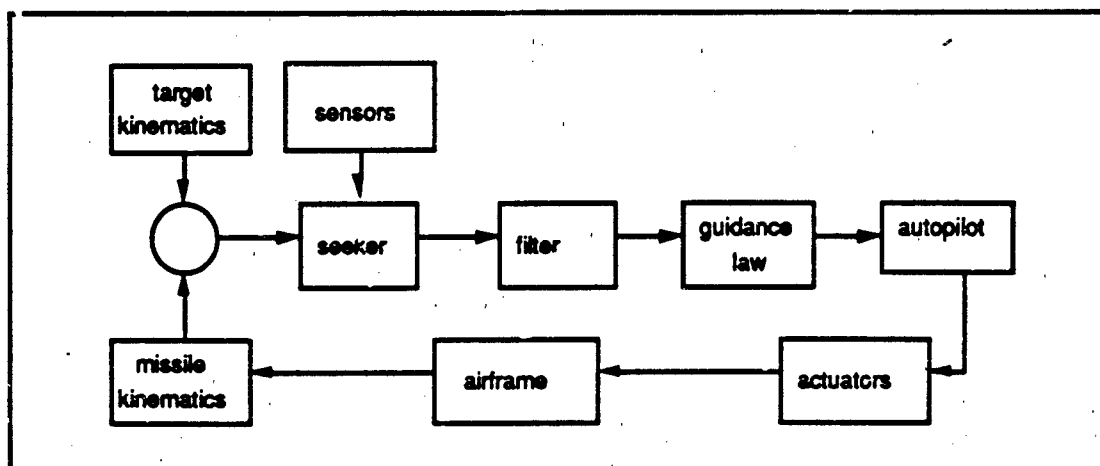 target
kinematics
sensors
seeker
filter
guidance
law
autopilot
missile
kinematics
airframe
actuators